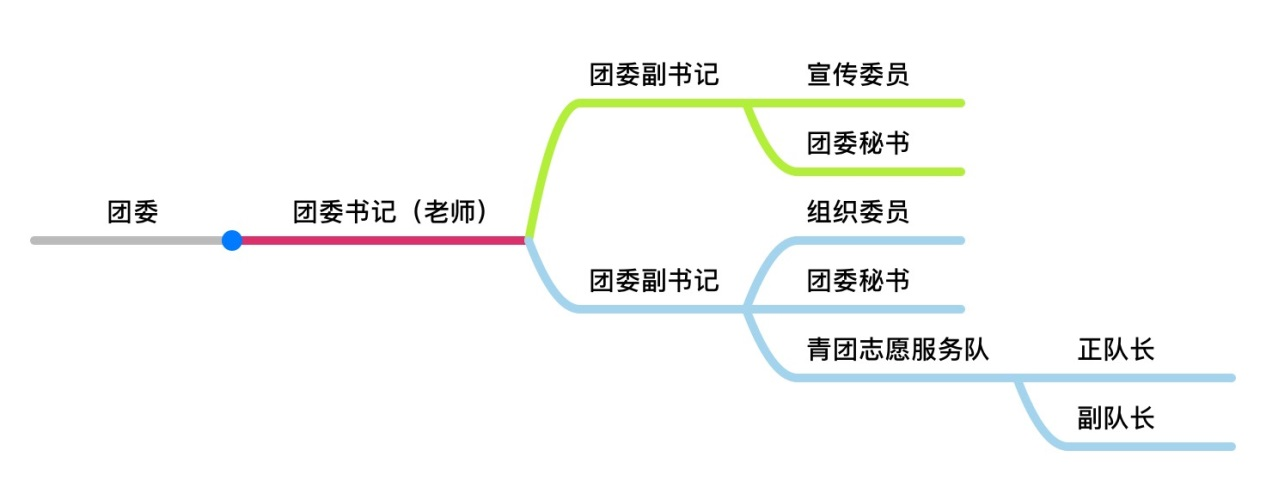 团委
团委书记（老师）
团委副书记
宣传委员
团委秘书
团委副书记
组织委员
团委秘书
青团志愿服务队
正队长
副队长